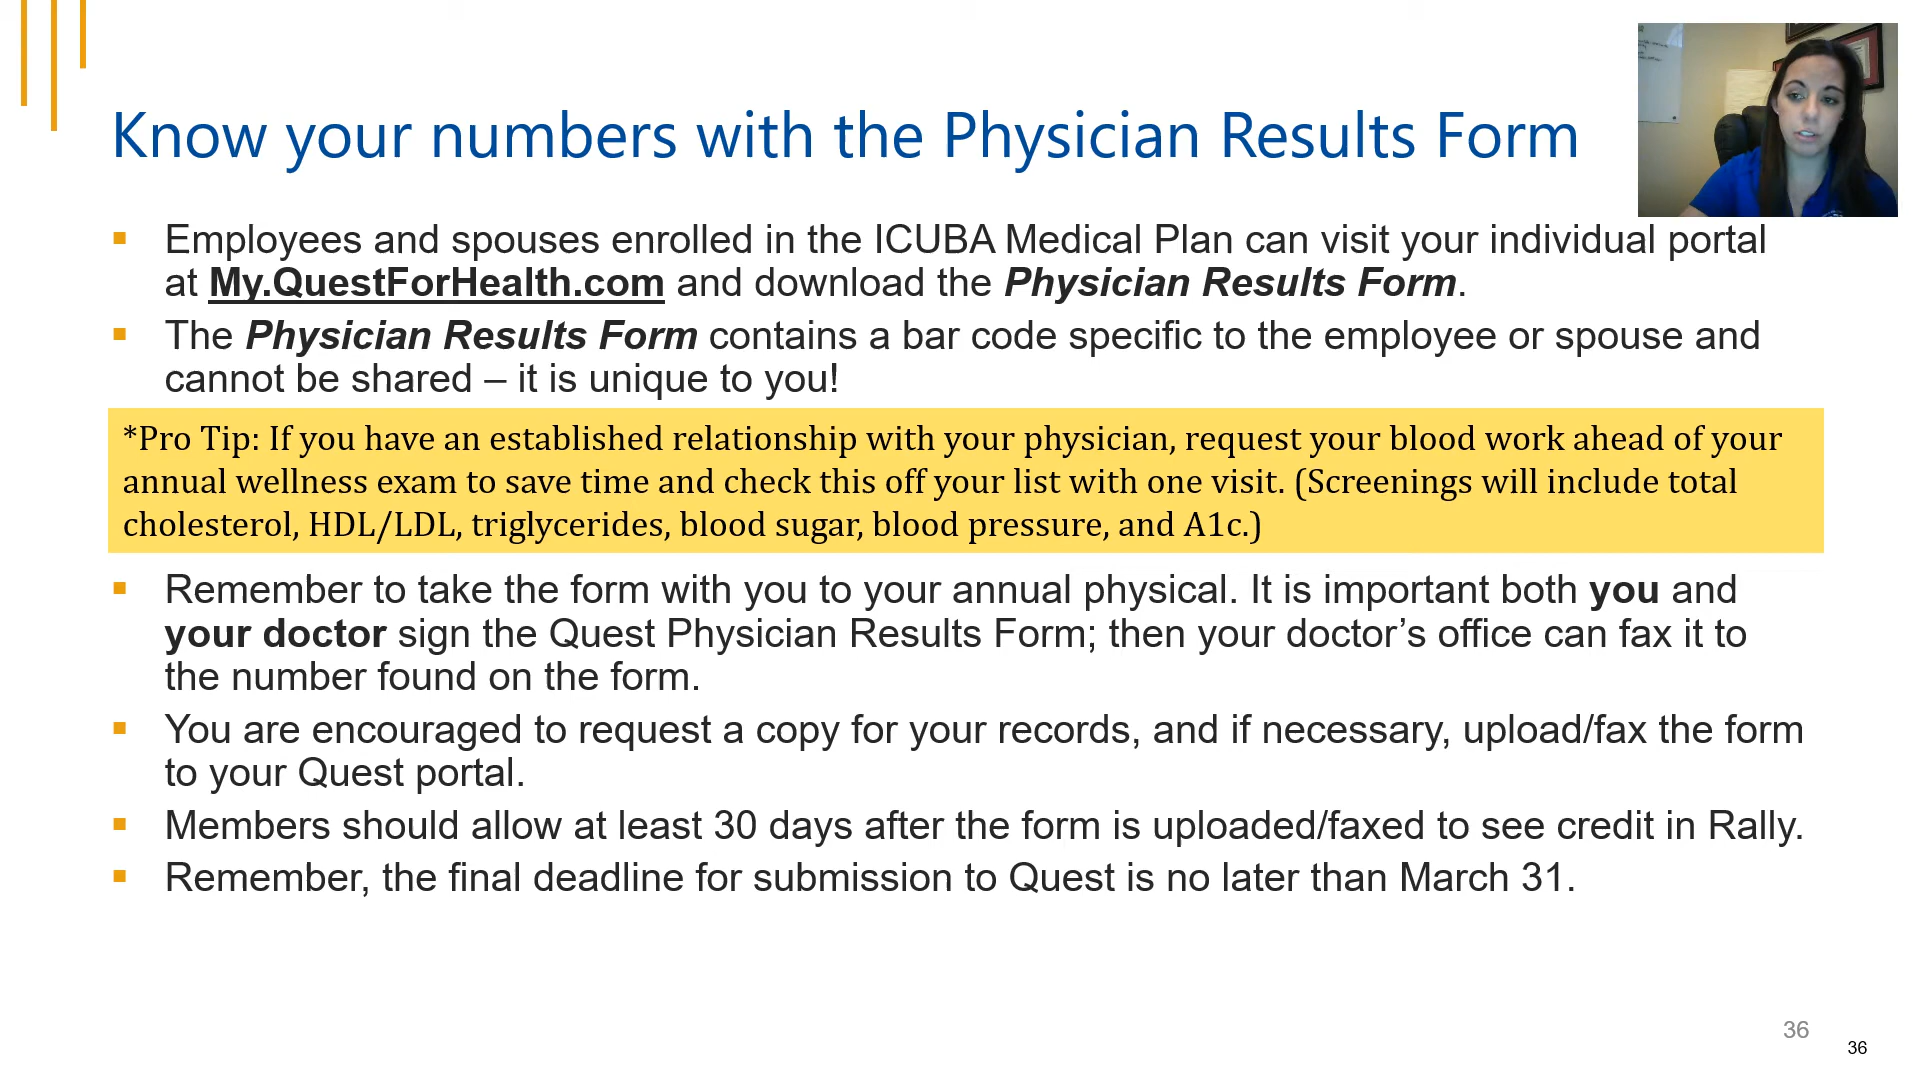 Know your numbers with the Physician Results Form
Employees and spouses enrolled in the ICUBA Medical Plan can visit your individual portal
at My.QuestForHealth.com and download the Physician Results Form.
The Physician Results Form contains a bar code specific to the employee or spouse and
cannot be shared – it is unique to you!
*Pro Tip: If you have an established relationship with your physician, request your blood work ahead of your
annual wellness exam to save time and check this off your list with one visit. (Screenings will include total
cholesterol, HDL/LDL, triglycerides, blood sugar, blood pressure, and A1c.)
Remember to take the form with you to your annual physical. It is important both you and
your doctor sign the Quest Physician Results Form; then your doctor’s office can fax it to
the number found on the form.
You are encouraged to request a copy for your records, and if necessary, upload/fax the form
to your Quest portal.
Members should allow at least 30 days after the form is uploaded/faxed to see credit in Rally.
Remember, the final deadline for submission to Quest is no later than March 31.
36
36